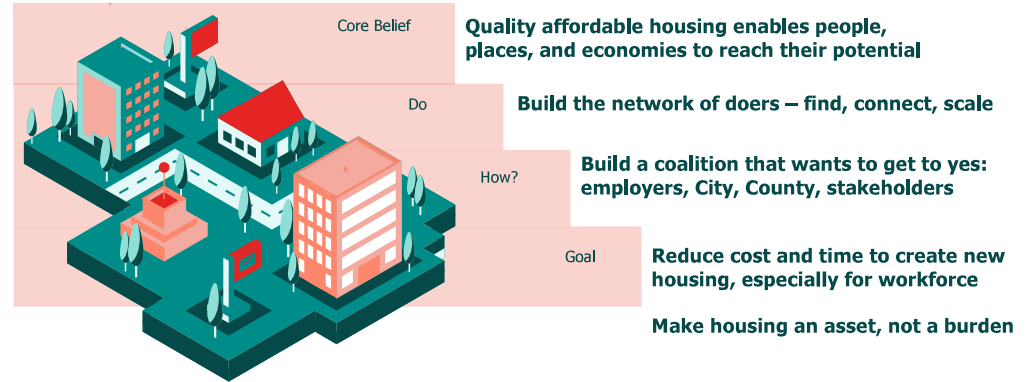 Core Belief
Quality affordable housing enables people,
places, and economies to reach their potential
Do
Build the network of doers – find, connect, scale
How?
Build a coalition that wants to get to yes:
employers, City, County, stakeholders
Goal
Reduce cost and time to create new
housing, especially for workforce
Make housing an asset, not a burden